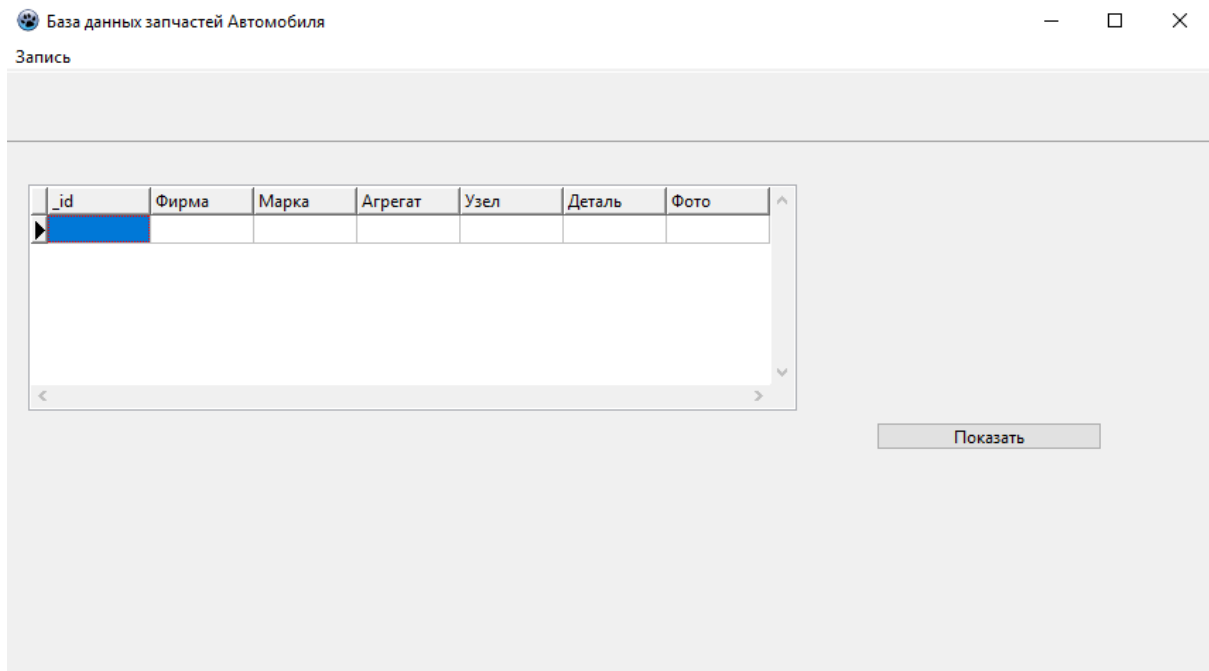 База данных запчастей Автомобиля
Запись
_id Фирма Марка Агрегат Узел Деталь Фото
Показать